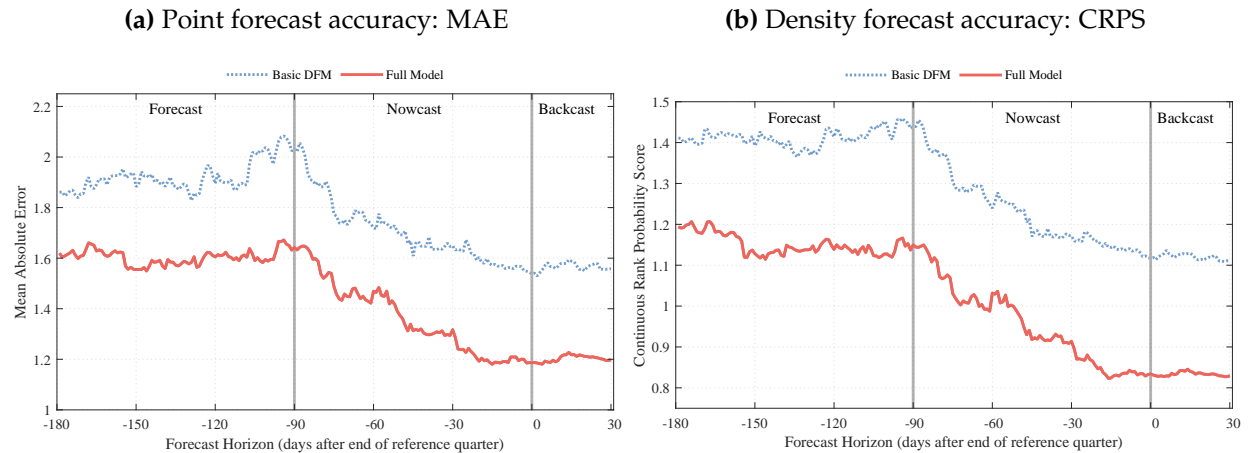 (a) Point forecast accuracy: MAE
Basic DFM
Full Model
2.2
2
1.8
1.6
1.4
1.2
1
Mean Absolute Error
Forecast
Nowcast
Backcast
-180
-150
-120
-90
-60
-30
0
30
Forecast Horizon (days after end of reference quarter)
(b) Density forecast accuracy: CRPS
Basic DFM
Full Model
1.5
1.4
1.3
1.2
1.1
1
0.9
0.8
Continuous Rank Probability Score
Forecast
Nowcast
Backcast
-180
-150
-120
-90
-60
-30
0
30
Forecast Horizon (days after end of reference quarter)